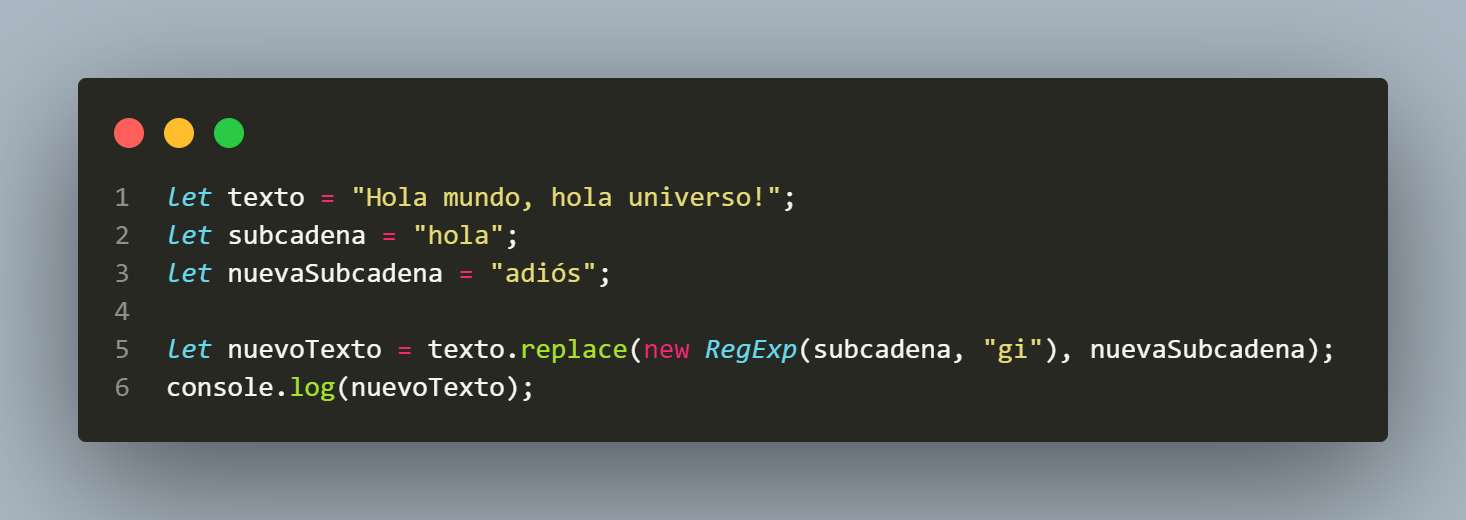 1 let texto = "Hola mundo, hola universo!";
2 let subcadena = "hola";
3 let nuevaSubcadena = "adiós";
4
5 let nuevoTexto = texto.replace(new RegExp(subcadena, "gi"), nuevaSubcadena);
6 console.log(nuevoTexto);